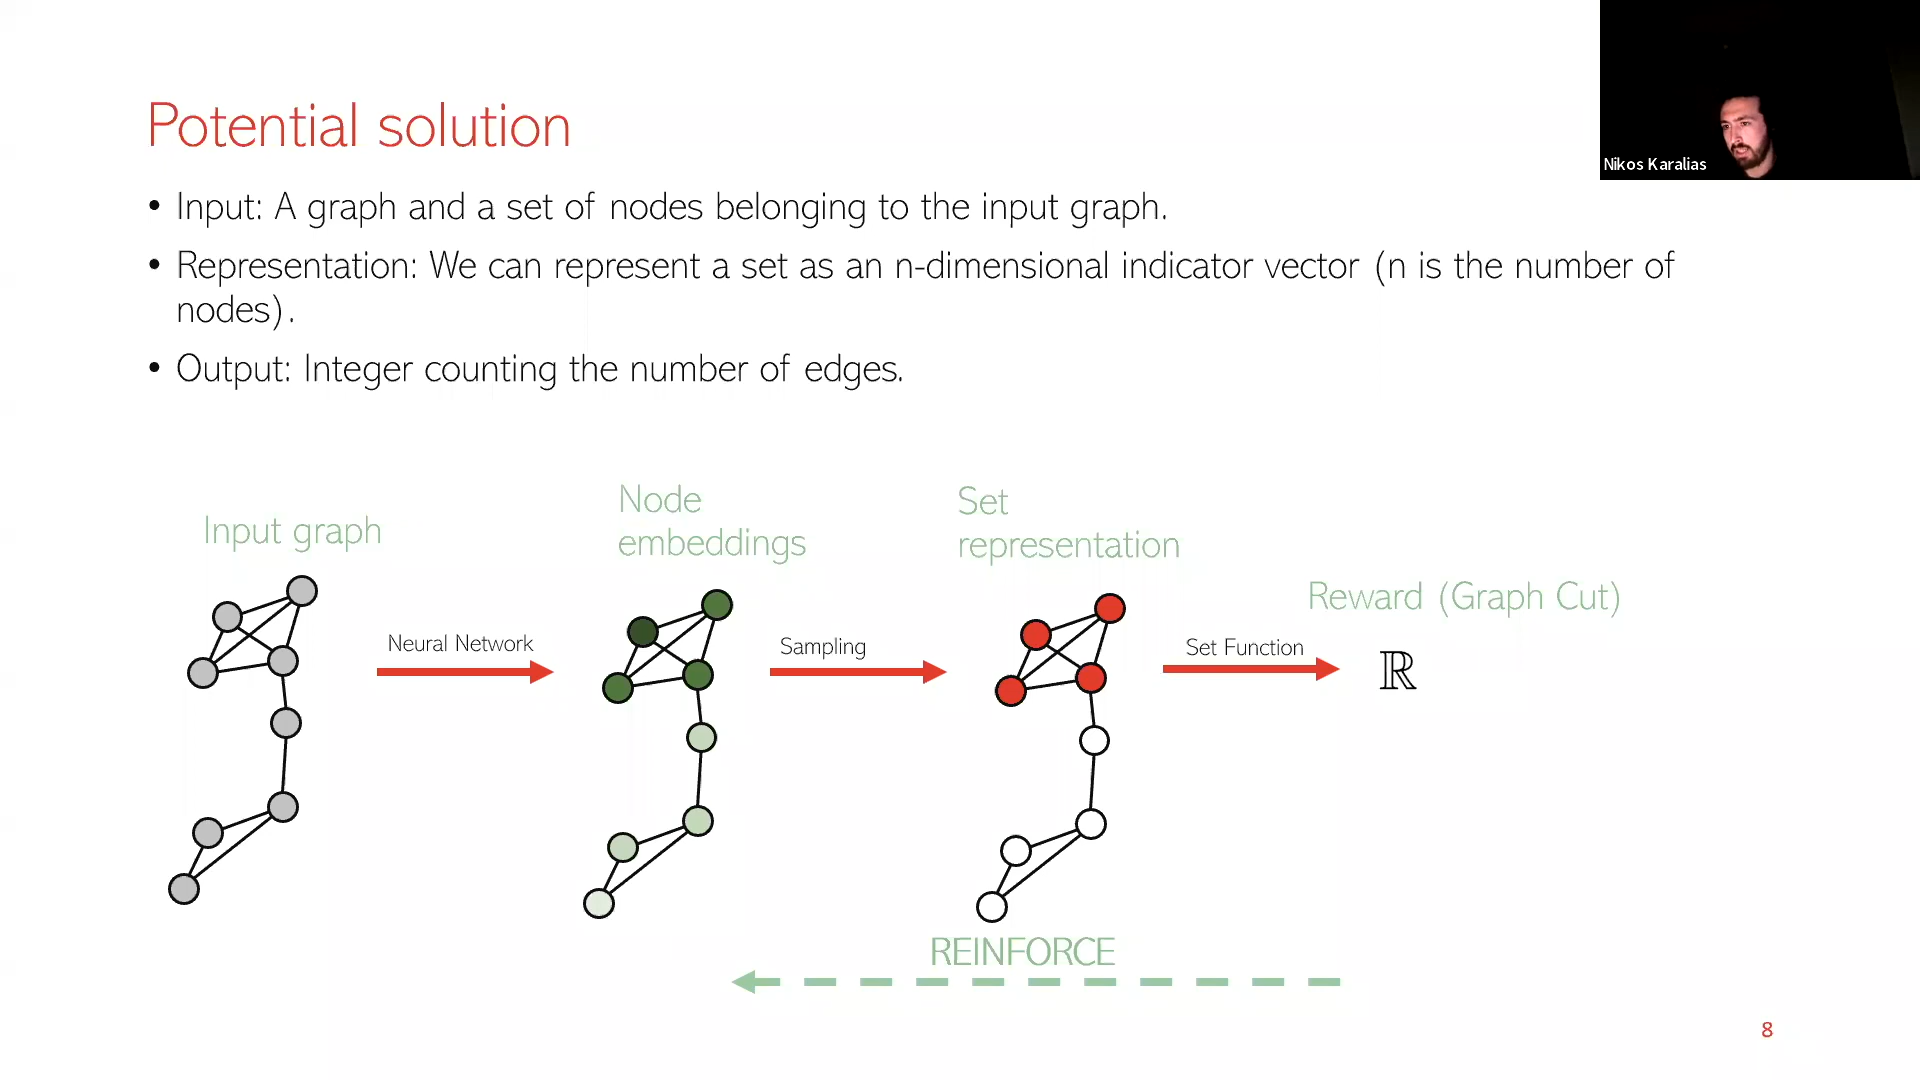 Nikos Karalias
Potential solution
• Input: A graph and a set of nodes belonging to the input graph.
• Representation: We can represent a set as an n-dimensional indicator vector (n is the number of
nodes).
• Output: Integer counting the number of edges.
Input graph
Node
embeddings
Set
representation
Reward (Graph Cut)
Neural Network
Sampling
Set Function
ℝ
REINFORCE
8